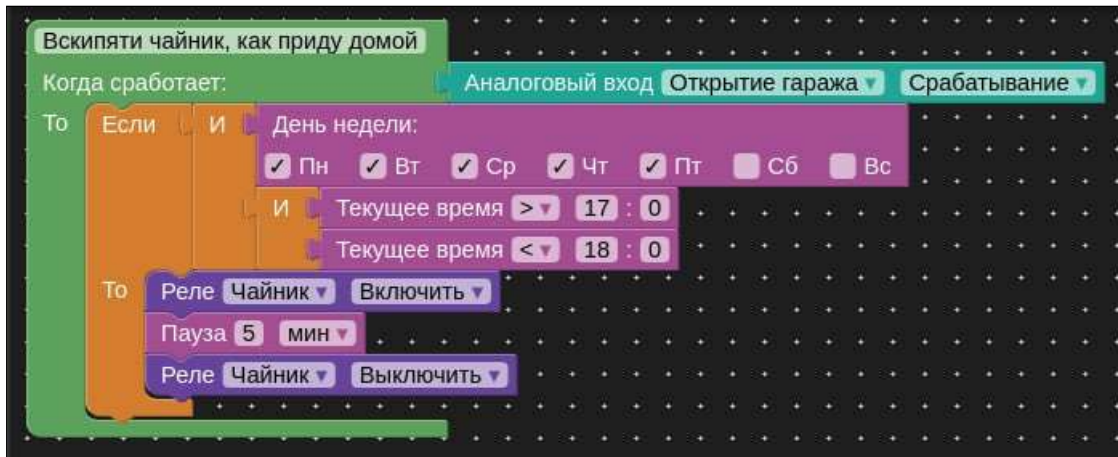 Вскипяти чайник, как приду домой
Когда сработает: Аналоговый вход Открытие гаража Срабатывание
То Если И День недели:
Пн Вт Ср Чт Пт Сб Вс
И Текущее время > 17 : 0
Текущее время < 18 : 0
То Реле Чайник Включить
Пауза 5 мин
Реле Чайник Выключить